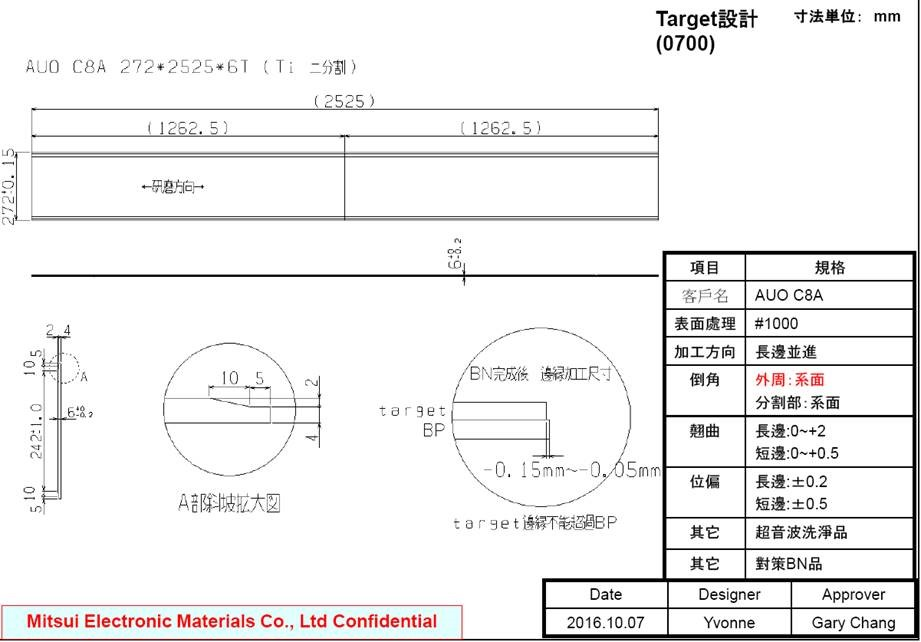 Target設計
(0700)
寸法単位: mm
AUO C8A 272*2525*6T (Ti 二分割)
(2525)
(1262.5) (1262.5)
272±0.15
←研磨方向→
2 4
10 5
A
242±1.0
5 10
10 5
2
4
A部斜坡拡大図
BN完成後 邊緣加工尺寸
target
BP
-0.15mm~-0.05mm
target邊緣不能超過BP
項目 規格
客戶名 AUO C8A
表面處理 #1000
加工方向 長邊並進
倒角 外周:系面
分割部:系面
翹曲 長邊:0~+2
短邊:0~+0.5
位偏 長邊:±0.2
短邊:±0.5
其它 超音波洗淨品
其它 對策BN品
Date Designer Approver
2016.10.07 Yvonne Gary Chang
Mitsui Electronic Materials Co., Ltd Confidential